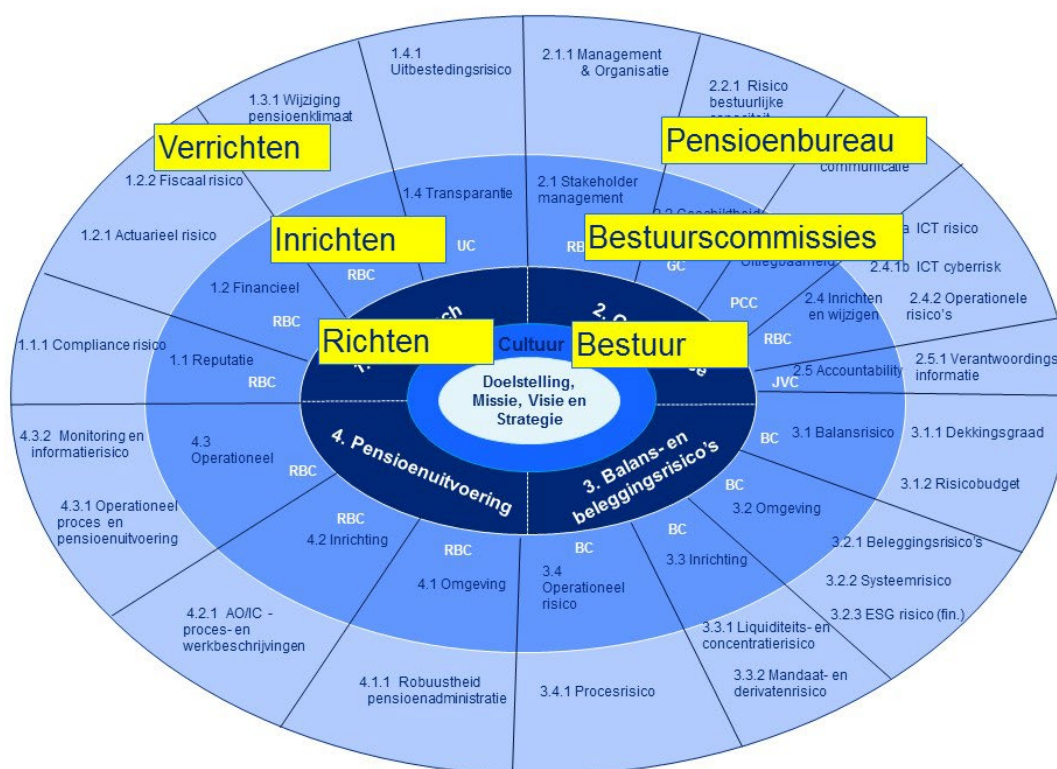 1.4.1
Uitbestedingsrisico
2.1.1 Management
& Organisatie
1.3.1 Wijziging
pensioenklimaat
2.2.1 Risico
bestuurlijke
Verrichten
Pensioenbureau
communicatie
1.2.2 Fiscaal risico
1.4 Transparantie
2.1 Stakeholder
management
1.2.1 Actuarieel risico
Inrichten
UC
Bestuurscommissies
GC
ICT risico
2.4.1b ICT cyberrisk
RBC
1.2 Financieel
RBC
PCC
2.4 Inrichten
en wijzigen
2.4.2 Operationele
risico's
RBC
1.1.1 Compliance risico
1.1 Reputatie
RBC
Richten
Cultuur
Bestuur
2.5 Accountability
JVC
2.5.1 Verantwoordings
informatie
Doelstelling,
Missie, Visie en
Strategie
4.3.2 Monitoring en
informatierisico
4.3
Operationeel
RBC
4. Pensioenuitvoering
3. Balans- en
beleggingsrisico's
BC
3.1 Balansrisico
3.1.1 Dekkingsgraad
3.1.2 Risicobudget
BC
3.2 Omgeving
4.3.1 Operationeel
proces en
pensioenuitvoering
RBC
4.2 Inrichting
RBC
4.1 Omgeving
BC
3.4
Operationeel
risico
BC
3.3 Inrichting
3.2.1 Beleggingsrisico's
3.2.2 Systeemrisico
3.2.3 ESG risico (fin.)
4.2.1 AO/IC -
proces- en
werkbeschrijvingen
3.3.1 Liquiditeits- en
concentratierisico
3.3.2 Mandaat- en
derivatenrisico
4.1.1 Robuustheid
pensioenadministratie
3.4.1 Procesrisico